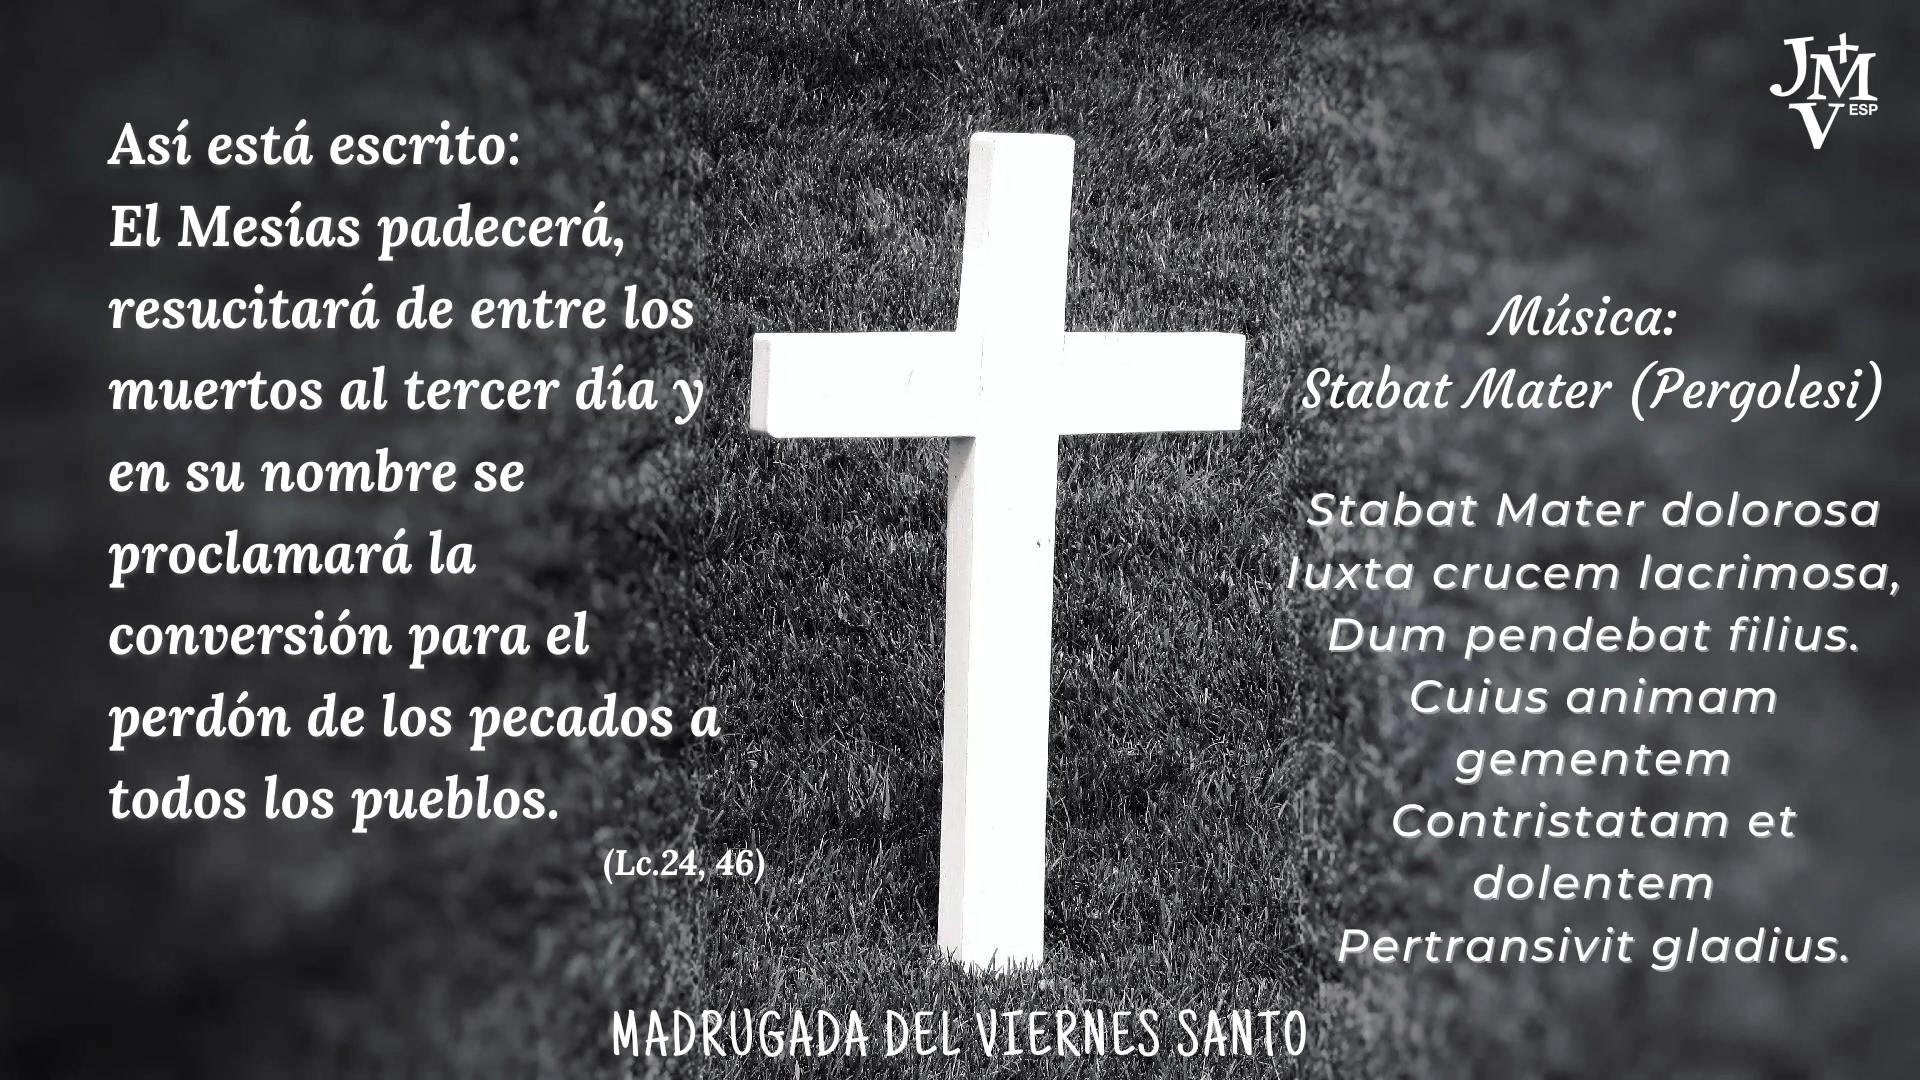 Así está escrito:
El Mesías padecerá,
resucitará de entre los
muertos al tercer día y
en su nombre se
proclamará la
conversión para el
perdón de los pecados a
todos los pueblos.
(Lc.24, 46)
JMV
ESP
Música:
Stabat Mater (Pergolesi)
Stabat Mater dolorosa
Iuxta crucem lacrimosa,
Dum pendebat filius.
Cuius animam
gementem
Contristatam et
dolentem
Pertransivit gladius.
MADRUGADA DEL VIERNES SANTO